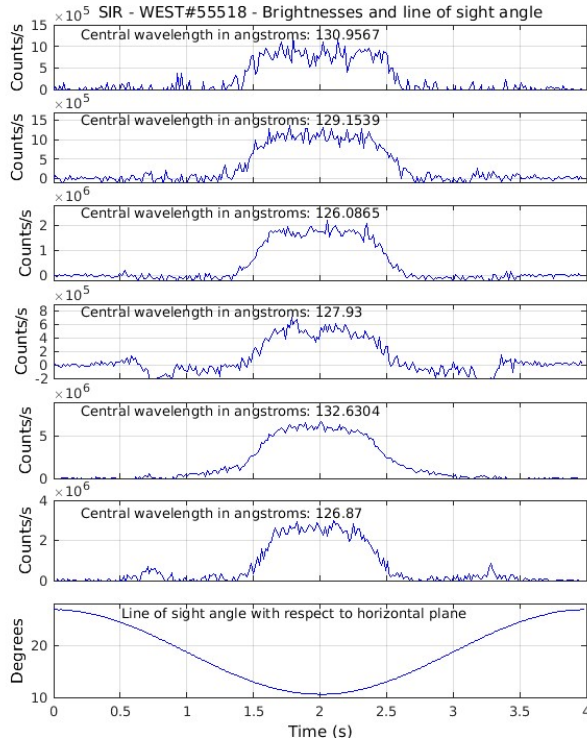 SIR - WEST#55518 - Brightnesses and line of sight angle
15 ×10^5
10
5
0
Counts/s
Central wavelength in angstroms: 130.9567
×10^5
15
10
5
0
Counts/s
Central wavelength in angstroms: 129.1539
×10^6
2
1
0
Counts/s
Central wavelength in angstroms: 126.0865
×10^5
8
6
4
2
0
-2
Counts/s
Central wavelength in angstroms: 127.93
×10^6
5
0
Counts/s
Central wavelength in angstroms: 132.6304
×10^6
4
2
0
Counts/s
Central wavelength in angstroms: 126.87
20
10
Degrees
Line of sight angle with respect to horizontal plane
0 0.5 1 1.5 2 2.5 3 3.5 4
Time (s)